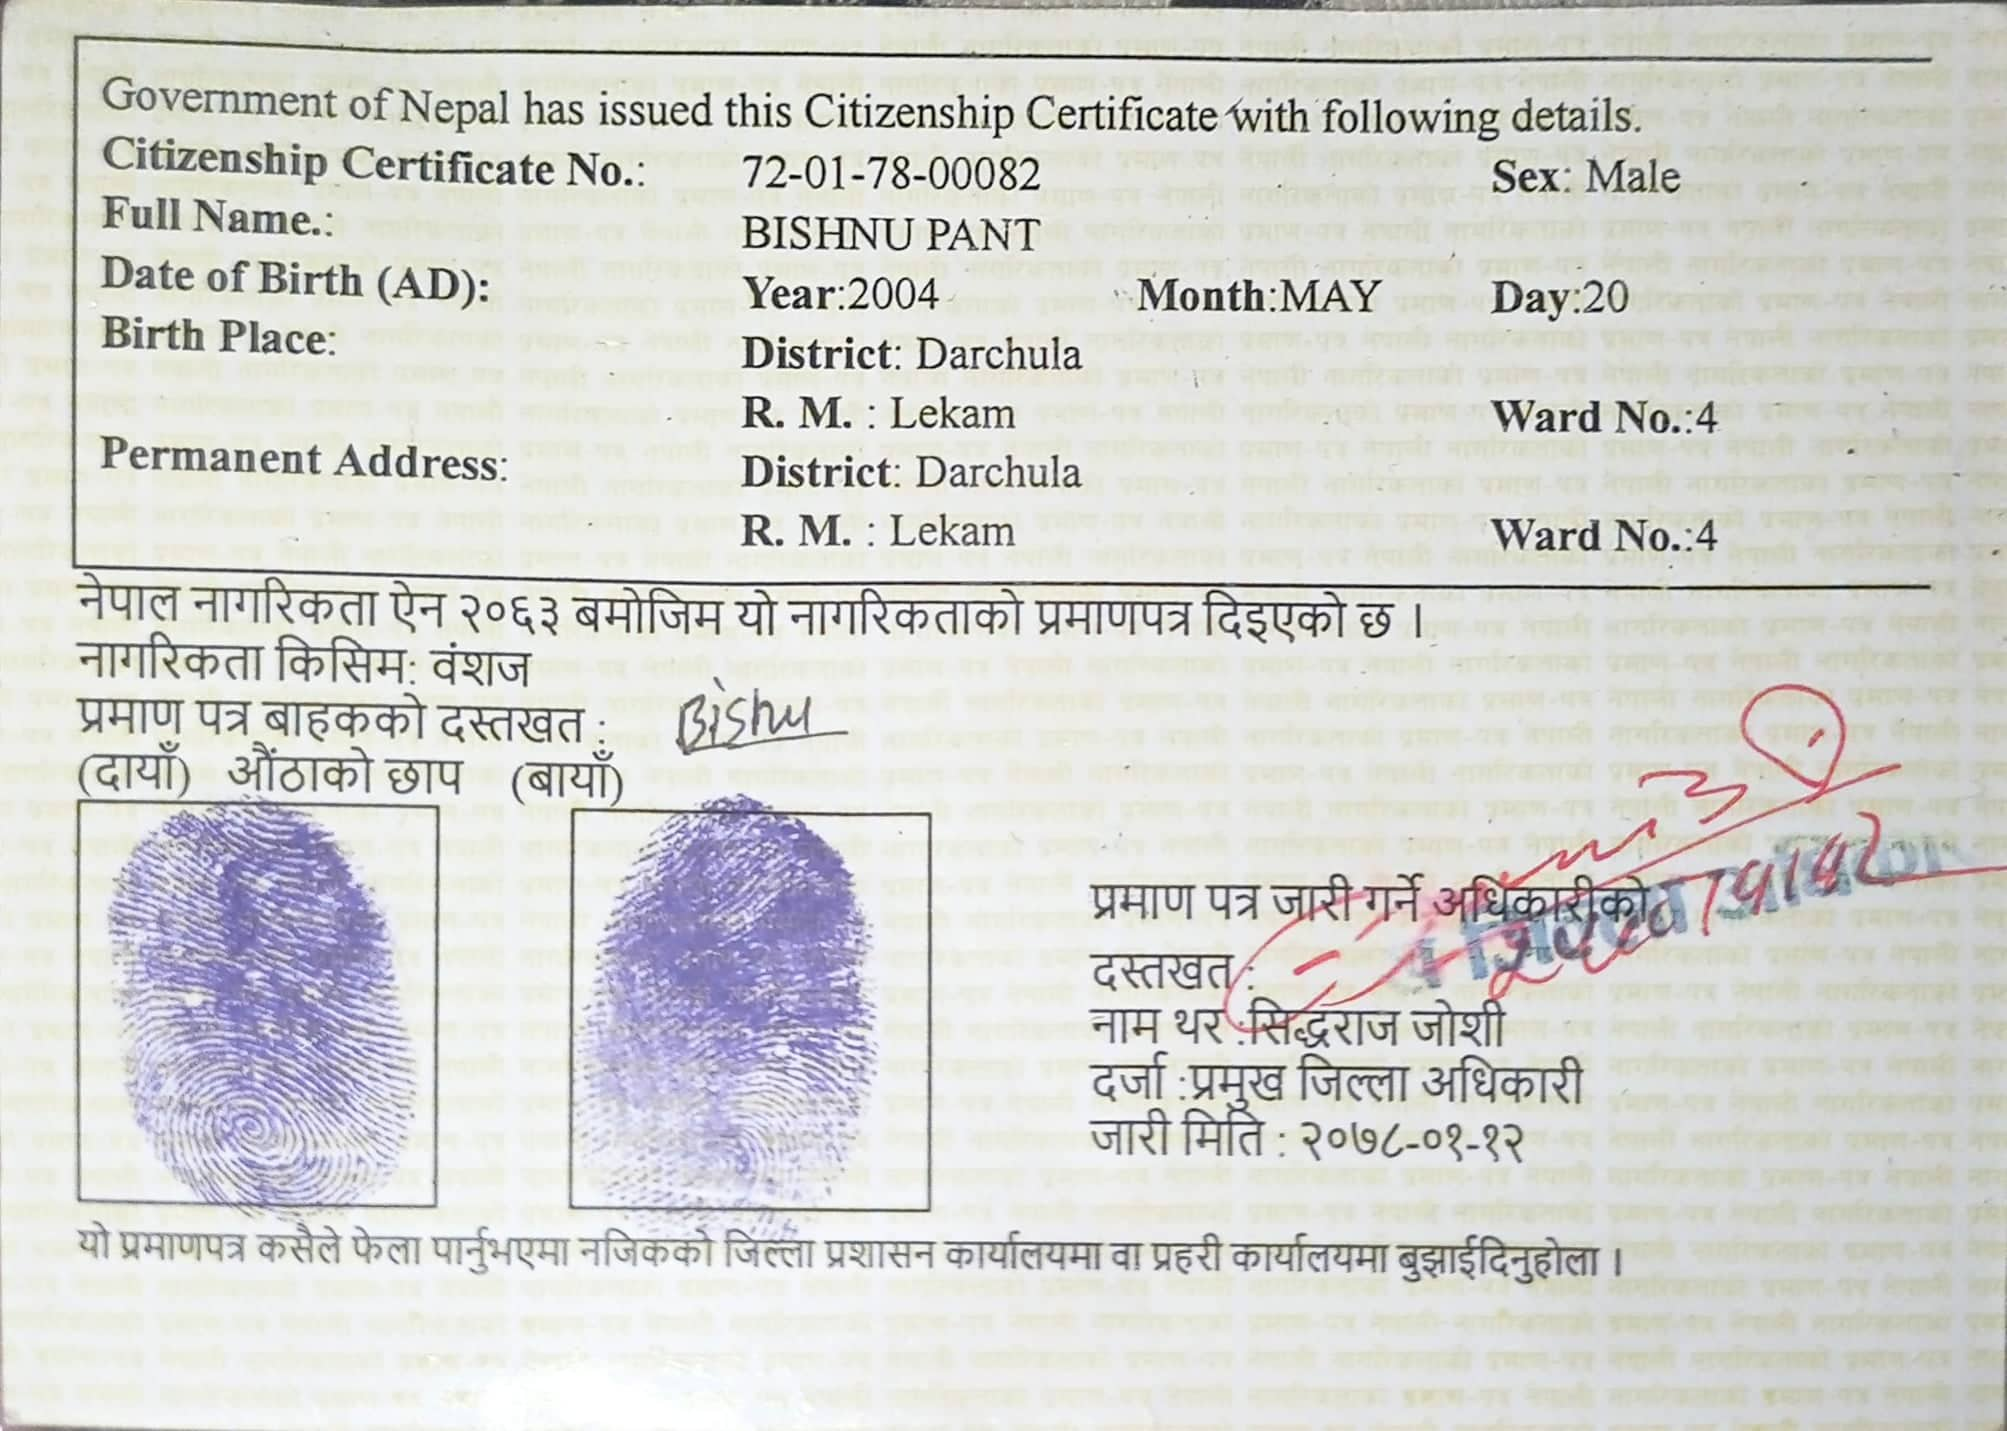 Government of Nepal has issued this Citizenship Certificate with following details.
Citizenship Certificate No.: 72-01-78-00082 Sex: Male
Full Name.: BISHNU PANT
Date of Birth (AD): Year:2004 Month:MAY Day:20
Birth Place: District: Darchula
R. M. : Lekam Ward No.:4
Permanent Address: District: Darchula
R. M. : Lekam Ward No.:4
नेपाल नागरिकता ऐन २०६३ बमोजिम यो नागरिकताको प्रमाणपत्र दिइएको छ ।
नागरिकता किसिम: वंशज
प्रमाण पत्र बाहकको दस्तखत : Bishnu
(दायाँ) औंठाको छाप (बायाँ)
प्रमाण पत्र जारी गर्ने अधिकारीको
दस्तखत :
नाम थर :सिद्धराज जोशी
दर्जा :प्रमुख जिल्ला अधिकारी
जारी मिति : २०७८-०१-१२
यो प्रमाणपत्र कसैले फेला पार्नुभएमा नजिकको जिल्ला प्रशासन कार्यालयमा वा प्रहरी कार्यालयमा बुझाईदिनुहोला ।